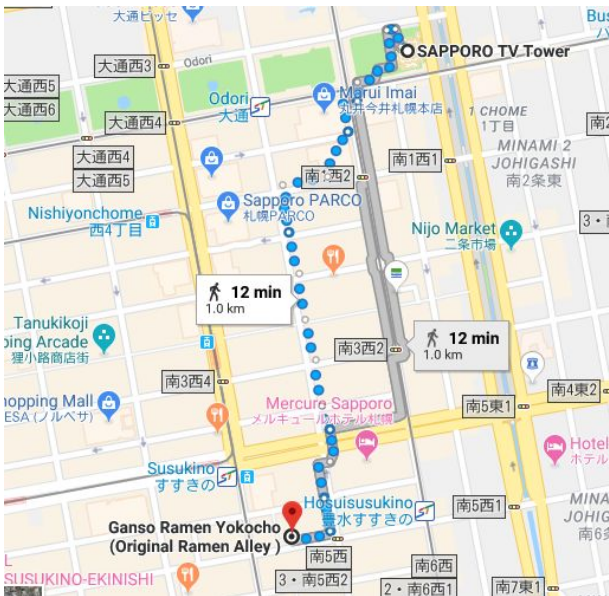 大通ビッセ
Bus
バ
SAPPORO TV Tower
Odori
大通西3
大通西5
大通西6
Odori
大通
Marui Imai
丸井今井札幌本店
大通西4
1 CHOME
1丁目
南2
大通西4
大通西5
南1西2
南1西1
MINAMI 2
JOHIGASHI
南2条東
Sapporo PARCO
札幌PARCO
Nishiyonchome
西4丁目
Nijo Market
二条市場
3・
12 min
1.0 km
Tanukikoji
ping Arcade
狸小路商店街
12 min
1.0 km
南3西2
南3西4
南4東2
hopping Mall
ESA (ノルベサ)
Mercure Sapporo
メルキュールホテル札幌
南5東1
Hotel
ホテル
Susukino
すすきの
Hosuisusukino
豊水すすきの
南5西1
MINA
JOHIG
南6条
Ganso Ramen Yokocho
(Original Ramen Alley )
南5西
3・南5西2
南6西
2・南6西1
L
SUSUKINO-EKINISHI
南7東1